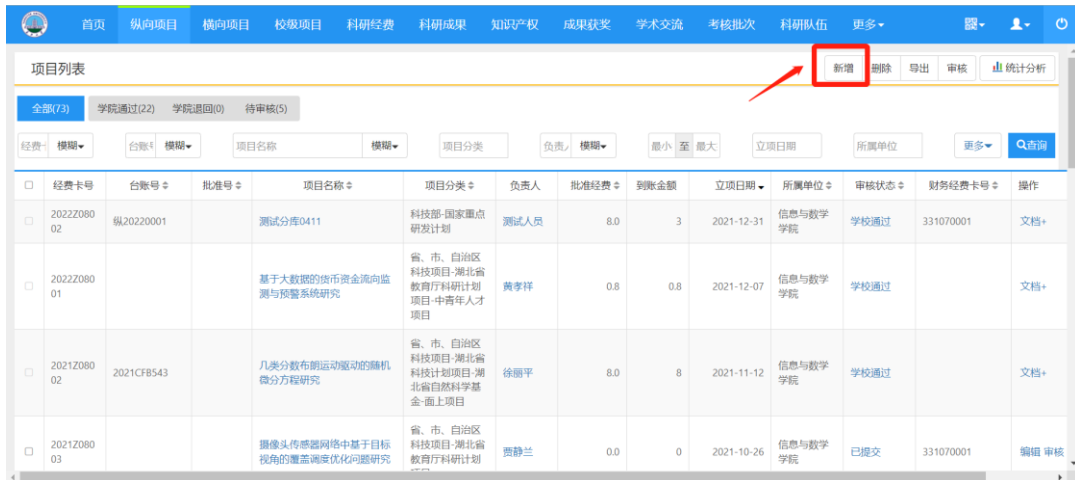 首页 纵向项目 横向项目 校级项目 科研经费 科研成果 知识产权 成果获奖 学术交流 考核批次 科研队伍 更多
项目列表 新增 删除 导出 审核 统计分析
全部(73) 学院通过(22) 学院退回(0) 待审核(5)
经费 模糊 台账 模糊 项目名称 模糊 项目分类 负责 模糊 最小 至 最大 立项日期 所属单位 更多 查询
经费卡号 台账号 批准号 项目名称 项目分类 负责人 批准经费 到账金额 立项日期 所属单位 审核状态 财务经费卡号 操作
2022Z080
02
纵20220001
测试分库0411
科技部-国家重点
研发计划
测试人员 8.0 3 2021-12-31
信息与数学
学院
学校通过 331070001 文档+
2022Z080
01
基于大数据的货币资金流向监
测与预警系统研究
省、市、自治区
科技项目-湖北省
教育厅科研计划
项目-中青年人才
项目
黄孝祥 0.8 0.8 2021-12-07
信息与数学
学院
学校通过 文档+
2021Z080
02
2021CFB543
几类分数布朗运动驱动的随机
微分方程研究
省、市、自治区
科技项目-湖北省
科技计划项目-湖
北省自然科学基
金-面上项目
徐丽平 8.0 8 2021-11-12
信息与数学
学院
学校通过 文档+
2021Z080
03
摄像头传感器网络中基于目标
视角的覆盖调度优化问题研究
省、市、自治区
科技项目-湖北省
教育厅科研计划
贾静兰 0.0 0 2021-10-26
信息与数学
学院
已提交 331070001 编辑 审核